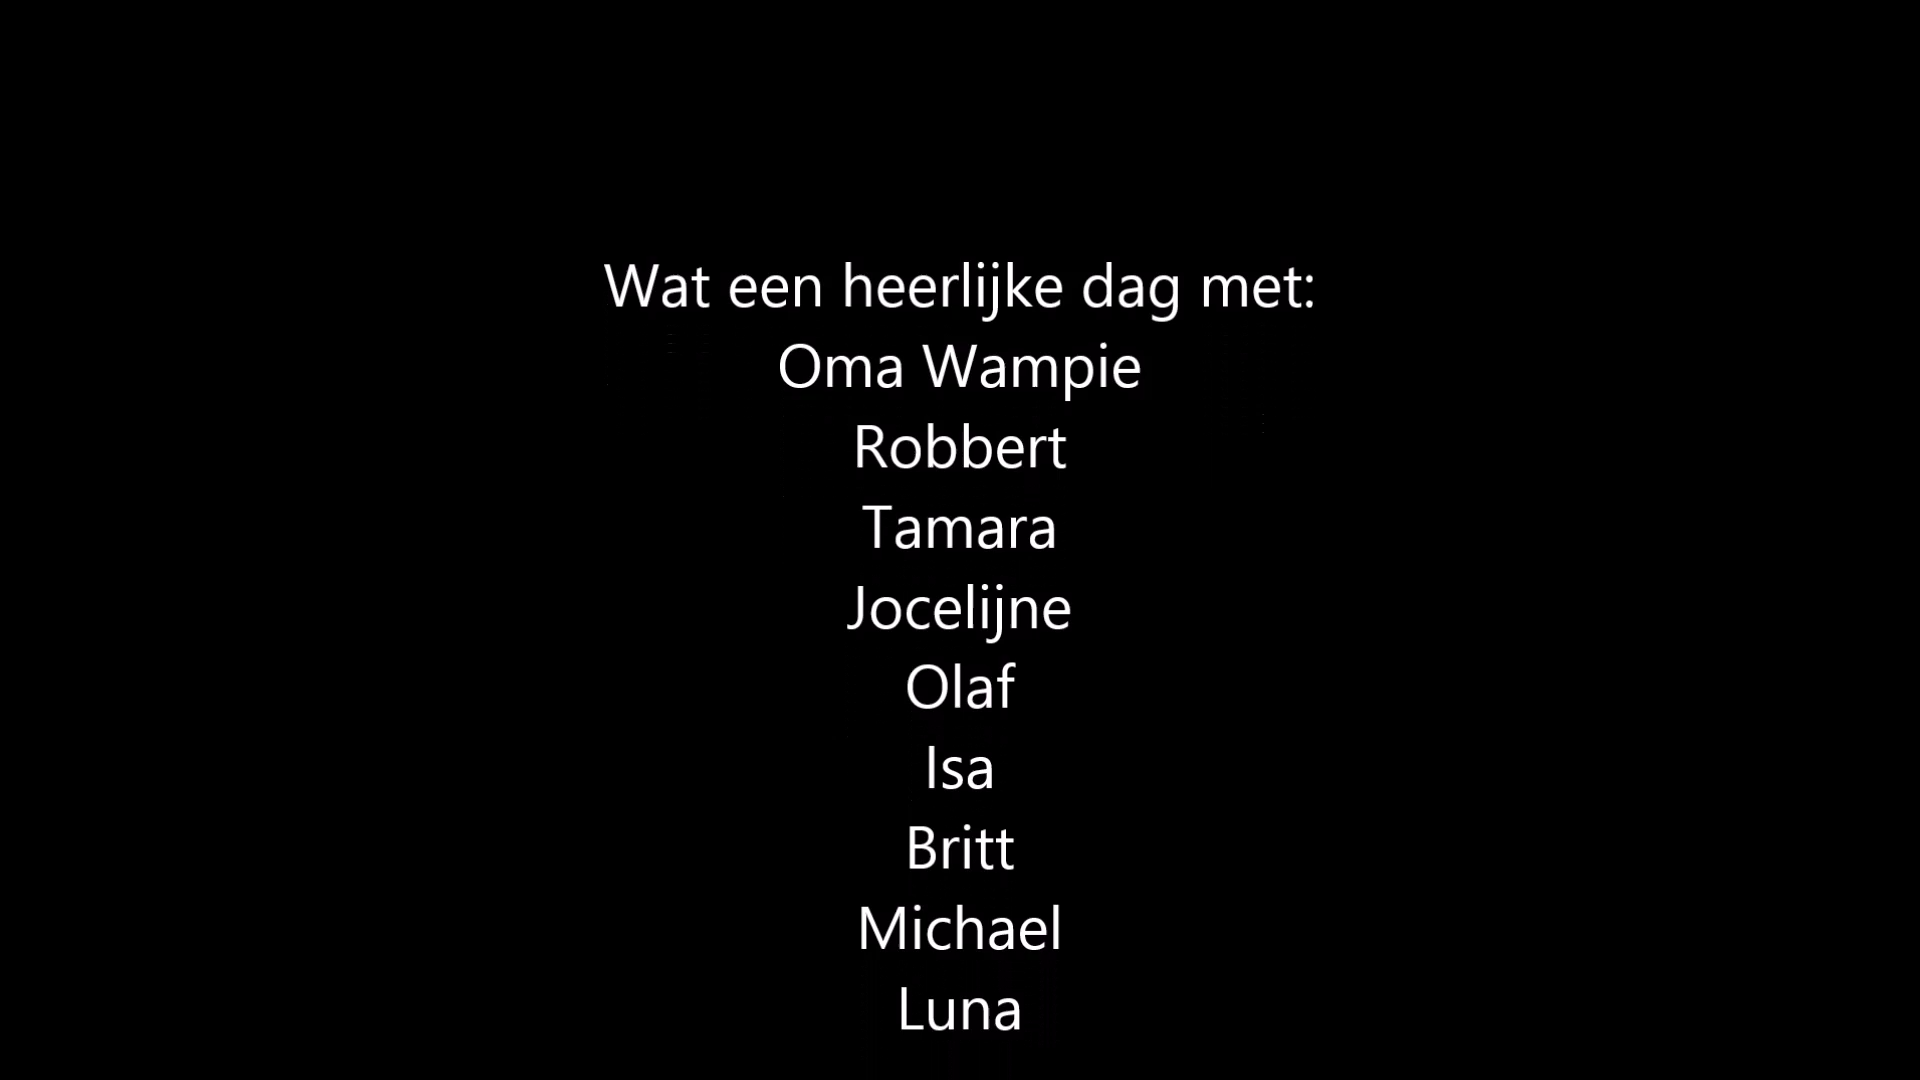 Wat een heerlijke dag met:
Oma Wampie
Robbert
Tamara
Jocelijne
Olaf
Isa
Britt
Michael
Luna